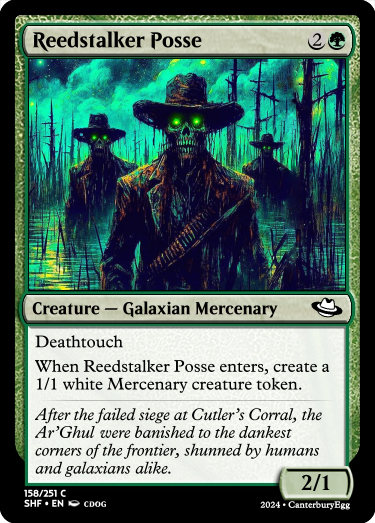 Reedstalker Posse 2
Creature — Galaxian Mercenary
Deathtouch
When Reedstalker Posse enters, create a
1/1 white Mercenary creature token.
After the failed siege at Cutler's Corral, the
Ar'Ghul were banished to the dankest
corners of the frontier, shunned by humans
and galaxians alike.
2/1
158/251 C
SHF • EN CDOG
2024 • CanterburyEgg